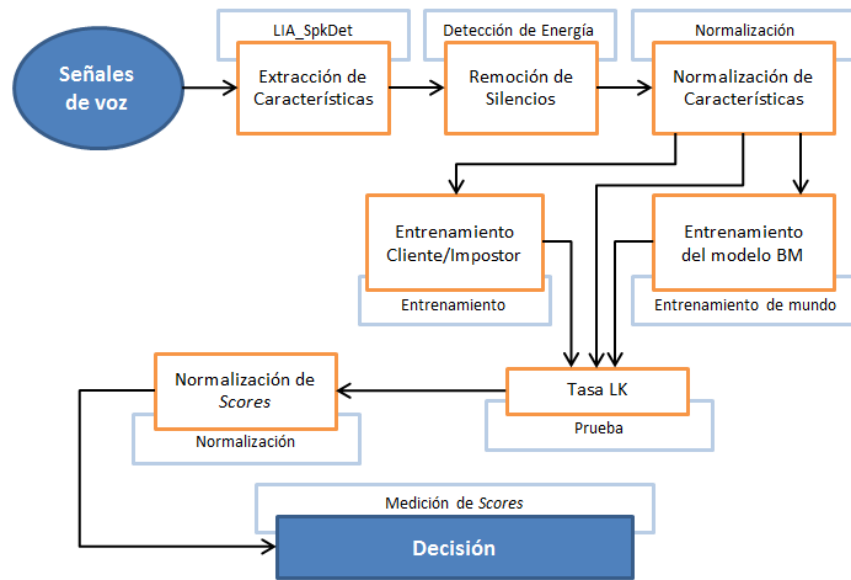 LIA_SpkDet
Detección de Energía
Normalización
Señales
de voz
Extracción de
Características
Remoción de
Silencios
Normalización de
Características
Entrenamiento
Cliente/Impostor
Entrenamiento
del modelo BM
Entrenamiento
Entrenamiento de mundo
Normalización de
Scores
Tasa LK
Normalización
Prueba
Medición de Scores
Decisión